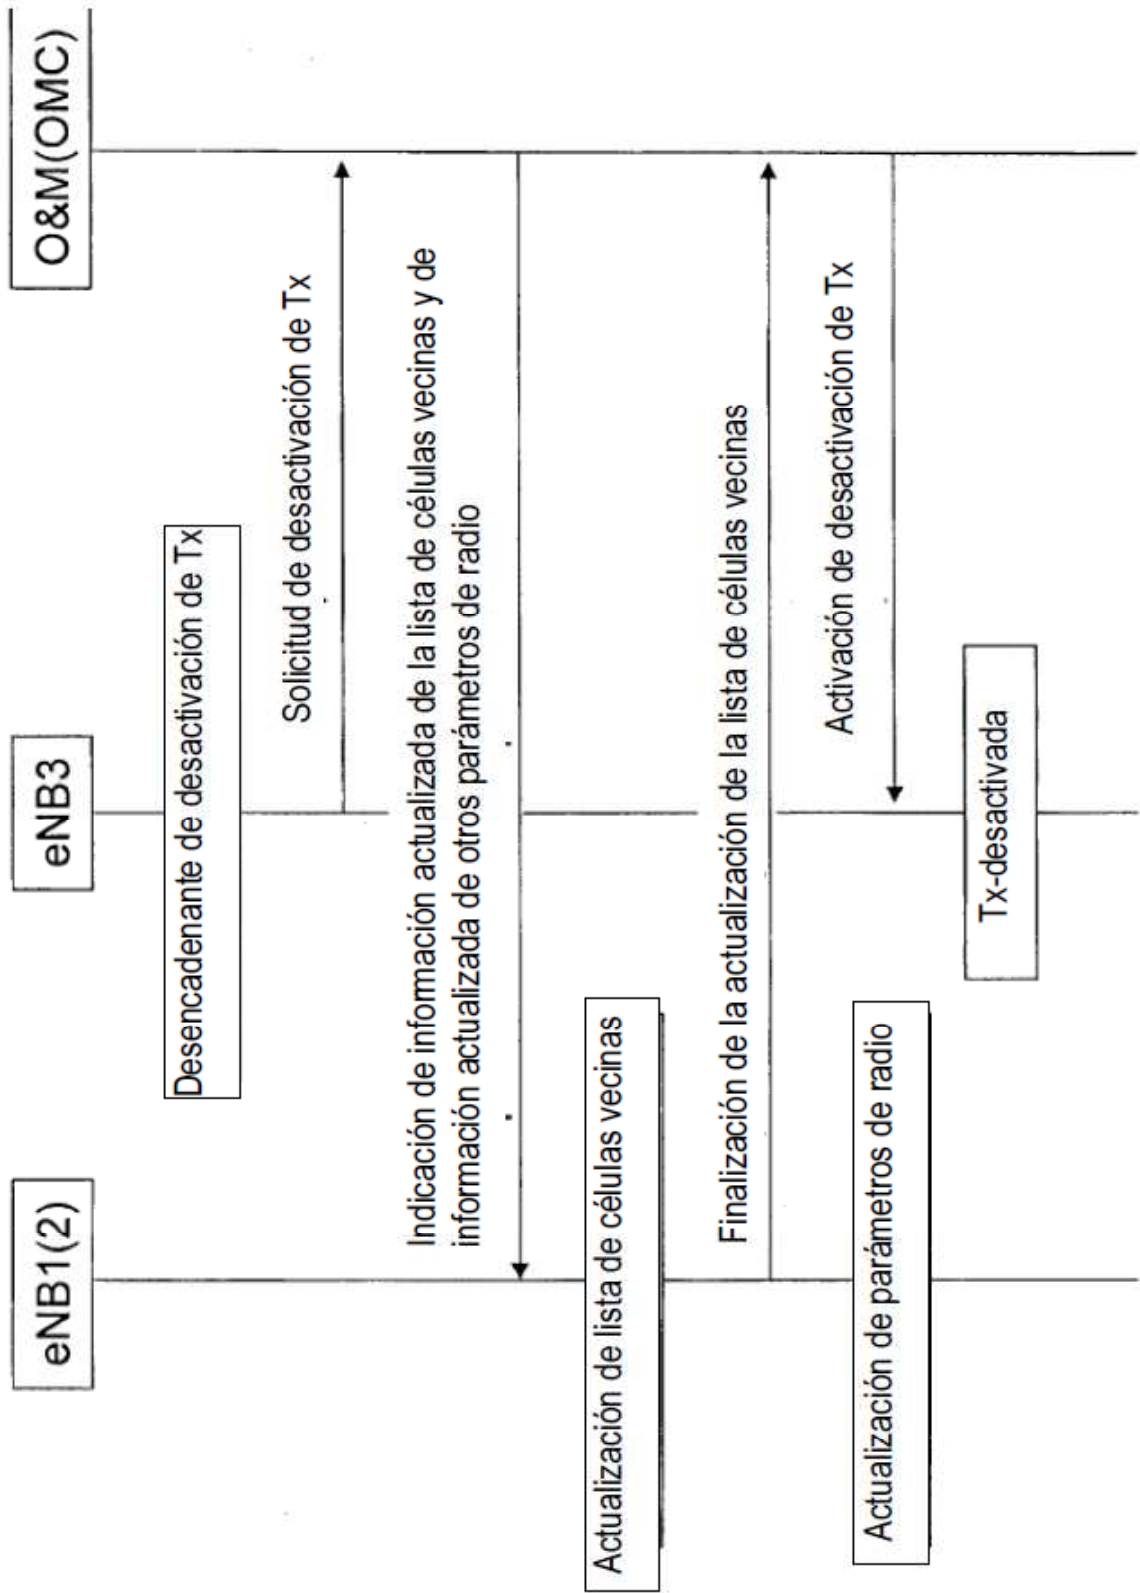 eNB1(2)
eNB3
O&M(OMC)
Desencadenante de desactivación de Tx
Solicitud de desactivación de Tx
Indicación de información actualizada de la lista de células vecinas y de
información actualizada de otros parámetros de radio
Actualización de lista de células vecinas
Finalización de la actualización de la lista de células vecinas
Activación de desactivación de Tx
Actualización de parámetros de radio
Tx-desactivada